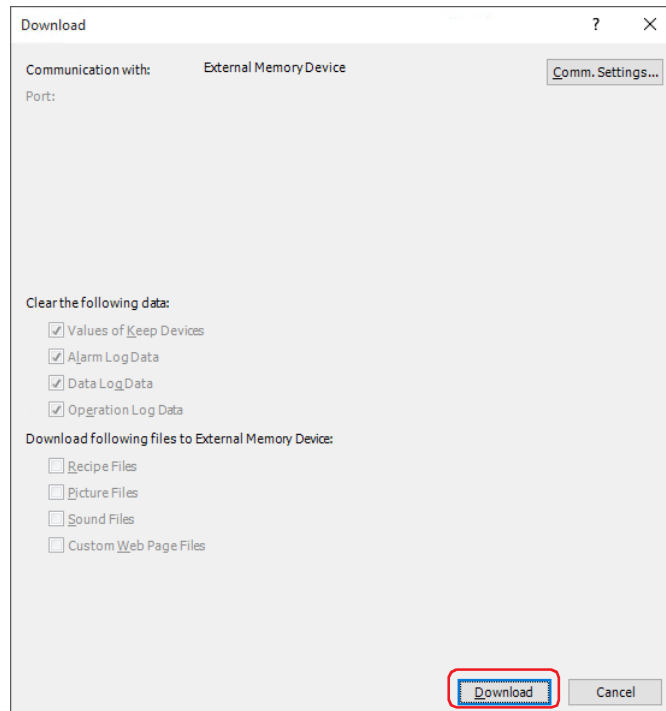 Download
?
Communication with: External Memory Device
Comm. Settings...
Port:
Clear the following data:
Values of Keep Devices
Alarm Log Data
Data Log Data
Operation Log Data
Download following files to External Memory Device:
Recipe Files
Picture Files
Sound Files
Custom Web Page Files
Download Cancel